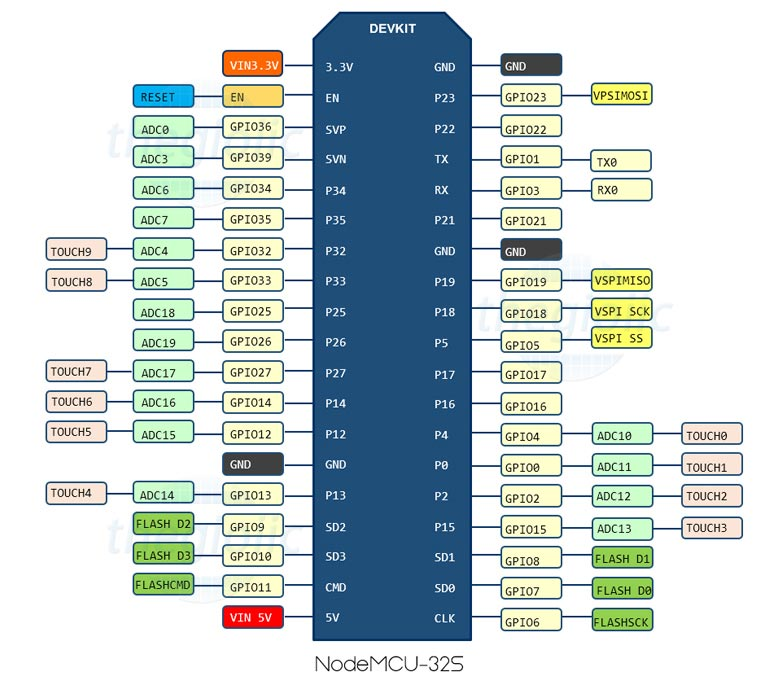 DEVKIT
VIN3.3V 3.3V GND GND
RESET EN EN P23 GPIO23 VPSIMOSI
ADC0 GPIO36 SVP P22 GPIO22
ADC3 GPIO39 SVN TX GPIO1 TX0
ADC6 GPIO34 P34 RX GPIO3 RX0
ADC7 GPIO35 P35 P21 GPIO21
TOUCH9 ADC4 GPIO32 P32 GND GND
TOUCH8 ADC5 GPIO33 P33 P19 GPIO19 VSPIMISO
ADC18 GPIO25 P25 P18 GPIO18 VSPI SCK
ADC19 GPIO26 P26 P5 GPIO5 VSPI SS
TOUCH7 ADC17 GPIO27 P27 P17 GPIO17
TOUCH6 ADC16 GPIO14 P14 P16 GPIO16
TOUCH5 ADC15 GPIO12 P12 P4 GPIO4 ADC10 TOUCH0
GND GND P0 GPIO0 ADC11 TOUCH1
TOUCH4 ADC14 GPIO13 P13 P2 GPIO2 ADC12 TOUCH2
FLASH D2 GPIO9 SD2 P15 GPIO15 ADC13 TOUCH3
FLASH D3 GPIO10 SD3 SD1 GPIO8 FLASH D1
FLASHCMD GPIO11 CMD SD0 GPIO7 FLASH D0
VIN 5V 5V CLK GPIO6 FLASHSCK
NodeMCU-32S